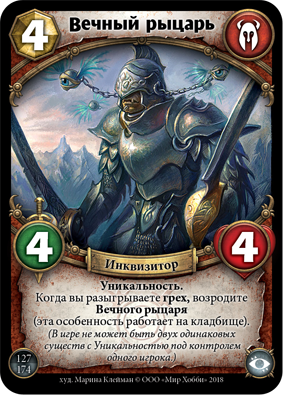 4
Вечный рыцарь
4
Инквизитор
4
Уникальность.
Когда вы разыгрываете грех, возродите
Вечного рыцаря
(эта особенность работает на кладбище).
(В игре не может быть двух одинаковых
существ с Уникальностью под контролем
одного игрока.)
127
174
худ. Марина Клейман © ООО «Мир Хобби» 2018